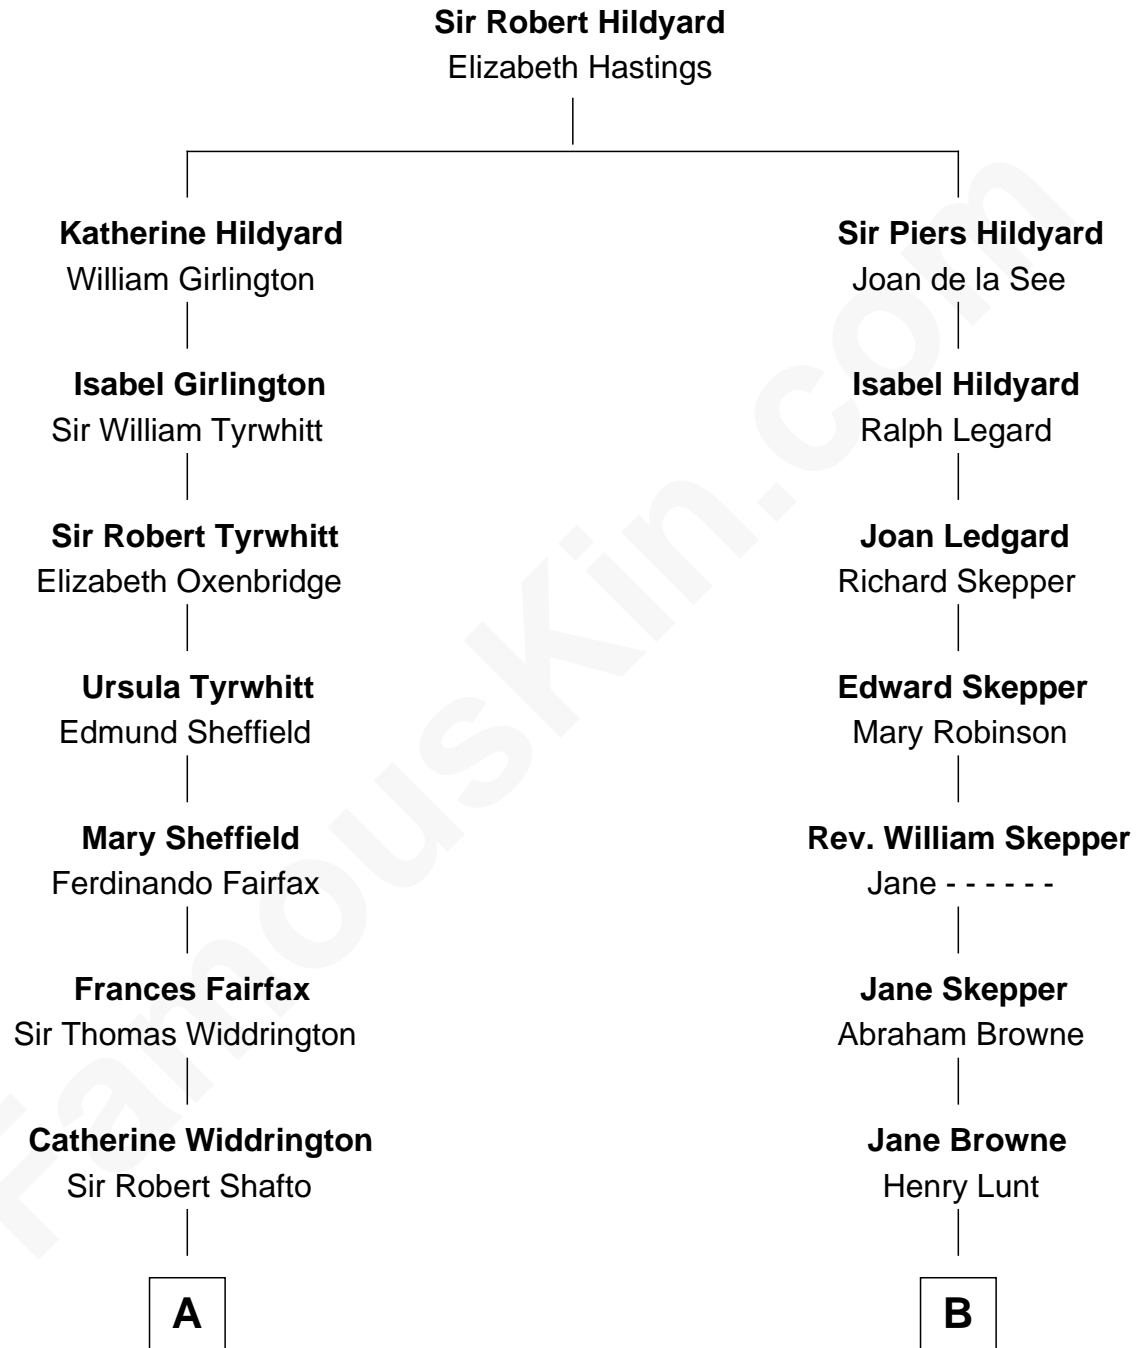 Sir Robert Hildyard
Elizabeth Hastings
Katherine Hildyard
William Girlington
Isabel Girlington
Sir William Tyrwhitt
Sir Robert Tyrwhitt
Elizabeth Oxenbridge
Ursula Tyrwhitt
Edmund Sheffield
Mary Sheffield
Ferdinando Fairfax
Frances Fairfax
Sir Thomas Widdrington
Catherine Widdrington
Sir Robert Shafto
A
Sir Piers Hildyard
Joan de la See
Isabel Hildyard
Ralph Legard
Joan Ledgard
Richard Skepper
Edward Skepper
Mary Robinson
Rev. William Skepper
Jane - - - - - -
Jane Skepper
Abraham Browne
Jane Browne
Henry Lunt
B
FamousKin.com